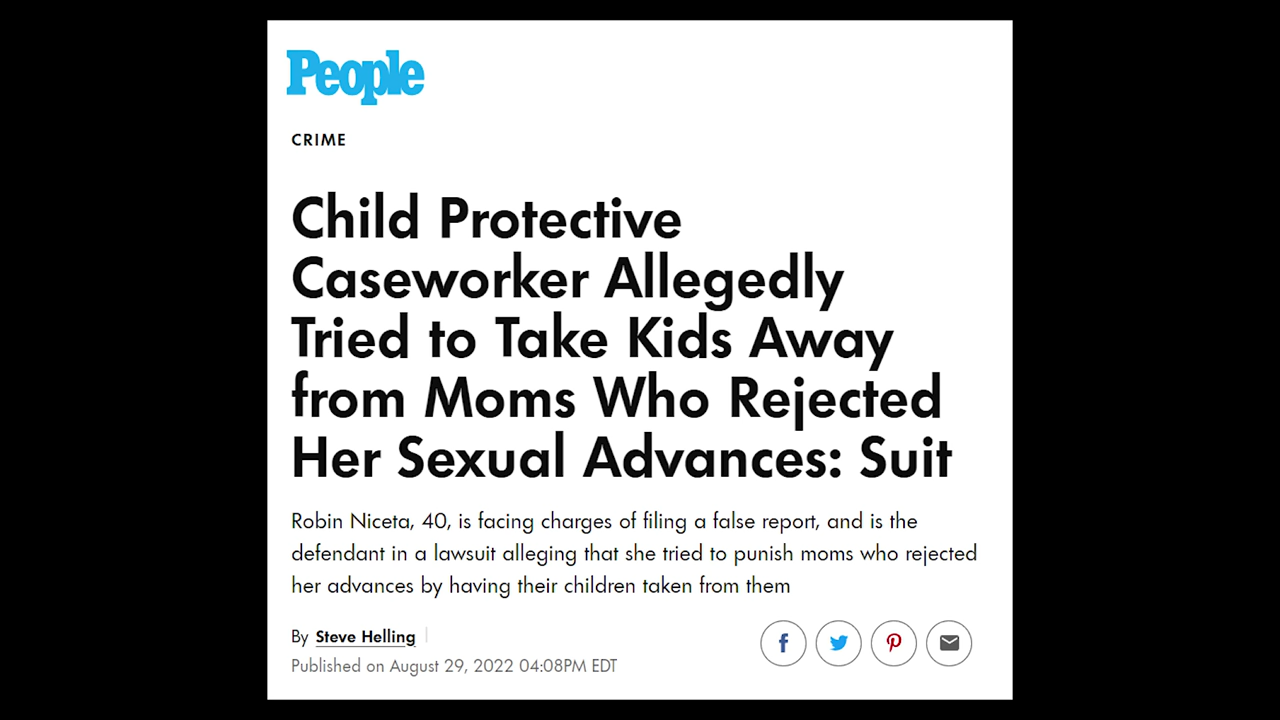 People
CRIME
Child Protective
Caseworker Allegedly
Tried to Take Kids Away
from Moms Who Rejected
Her Sexual Advances: Suit
Robin Niceta, 40, is facing charges of filing a false report, and is the
defendant in a lawsuit alleging that she tried to punish moms who rejected
her advances by having their children taken from them
By Steve Helling
Published on August 29, 2022 04:08PM EDT